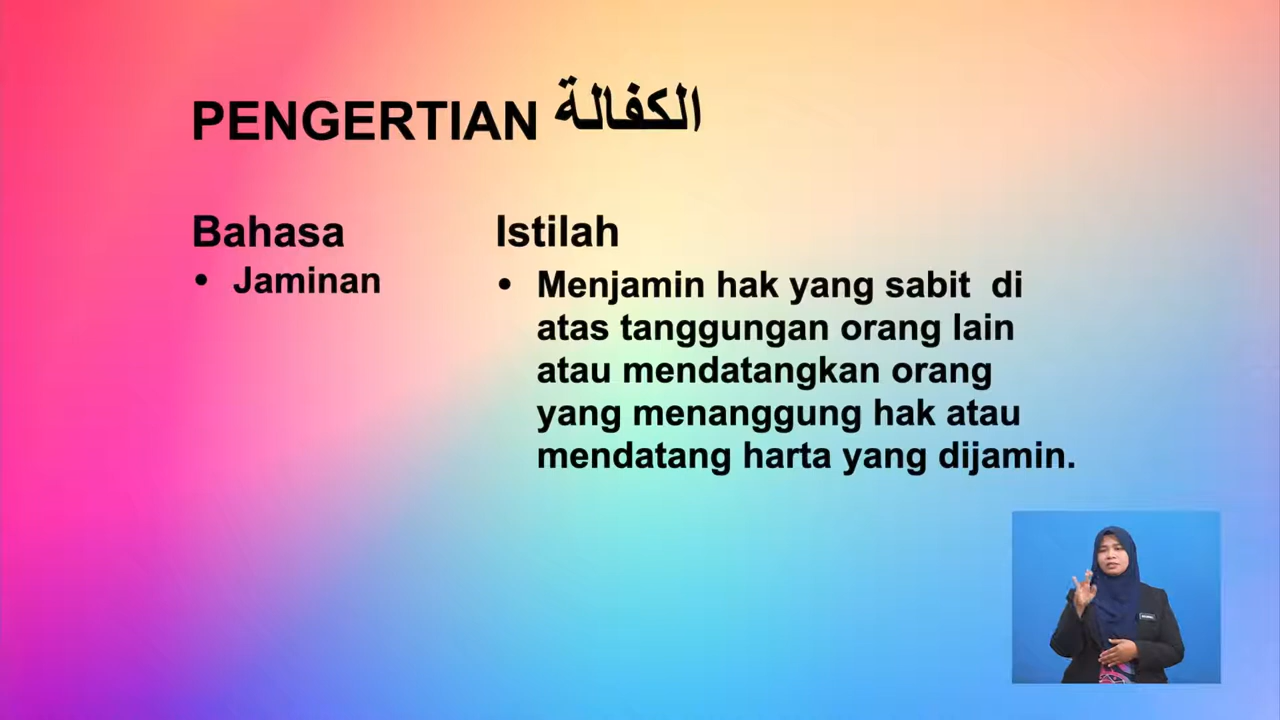 PENGERTIAN الكفالة
Bahasa
• Jaminan
Istilah
• Menjamin hak yang sabit  di
atas tanggungan orang lain
atau mendatangkan orang
yang menanggung hak atau
mendatang harta yang dijamin.